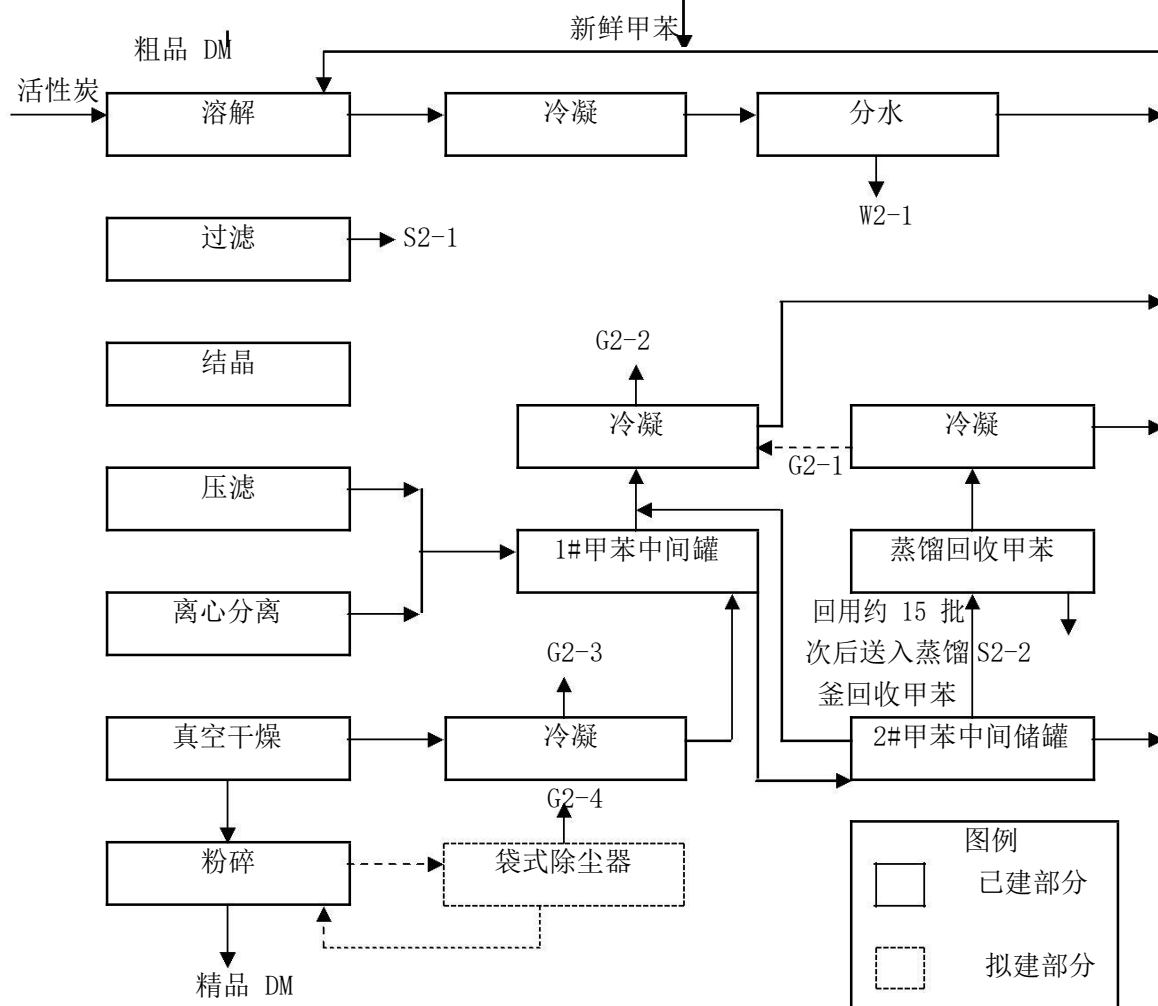 新鲜甲苯
粗品 DM
活性炭
溶解
冷凝
分水
W2-1
过滤
S2-1
结晶
G2-2
冷凝
冷凝
G2-1
压滤
1#甲苯中间罐
蒸馏回收甲苯
离心分离
回用约 15 批
次后送入蒸馏
S2-2
釜回收甲苯
G2-3
真空干燥
冷凝
2#甲苯中间储罐
G2-4
粉碎
袋式除尘器
图例
已建部分
拟建部分
精品 DM